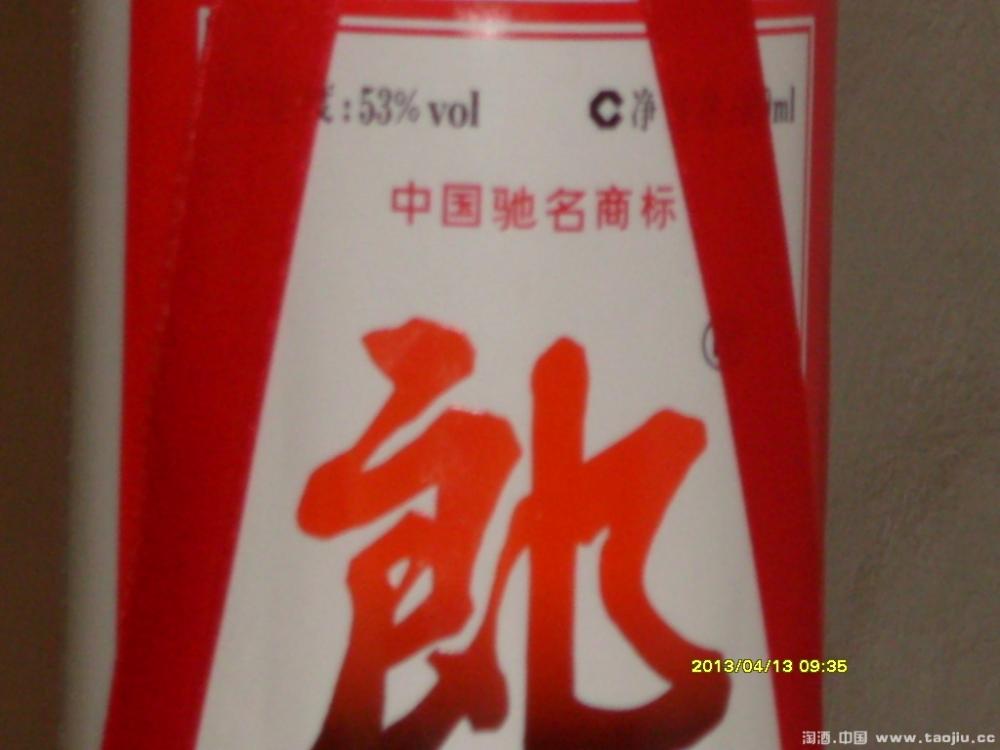 :53% vol C 净 ml
中国驰名商标
郎
2013/04/13 09:35
淘酒.中国 www.taojiu.cc